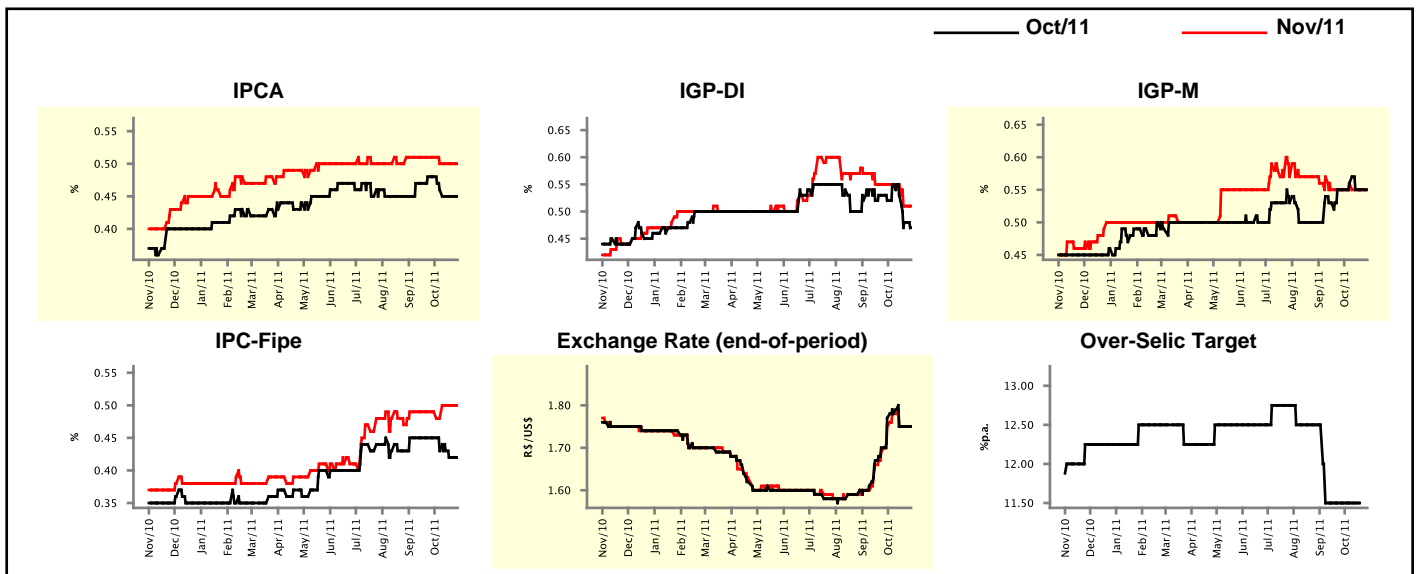 Oct/11 Nov/11
IPCA
%
0.55
0.50
0.45
0.40
Nov/10 Dec/10 Jan/11 Feb/11 Mar/11 Apr/11 May/11 Jun/11 Jul/11 Aug/11 Sep/11 Oct/11
IGP-DI
%
0.65
0.60
0.55
0.50
0.45
Nov/10 Dec/10 Jan/11 Feb/11 Mar/11 Apr/11 May/11 Jun/11 Jul/11 Aug/11 Sep/11 Oct/11
IGP-M
%
0.65
0.60
0.55
0.50
0.45
Nov/10 Dec/10 Jan/11 Feb/11 Mar/11 Apr/11 May/11 Jun/11 Jul/11 Aug/11 Sep/11 Oct/11
IPC-Fipe
%
0.55
0.50
0.45
0.40
0.35
Nov/10 Dec/10 Jan/11 Feb/11 Mar/11 Apr/11 May/11 Jun/11 Jul/11 Aug/11 Sep/11 Oct/11
Exchange Rate (end-of-period)
R$/US$
1.80
1.70
1.60
Nov/10 Dec/10 Jan/11 Feb/11 Mar/11 Apr/11 May/11 Jun/11 Jul/11 Aug/11 Sep/11 Oct/11
Over-Selic Target
%p.a.
13.00
12.50
12.00
11.50
Nov/10 Dec/10 Jan/11 Feb/11 Mar/11 Apr/11 May/11 Jun/11 Jul/11 Aug/11 Sep/11 Oct/11